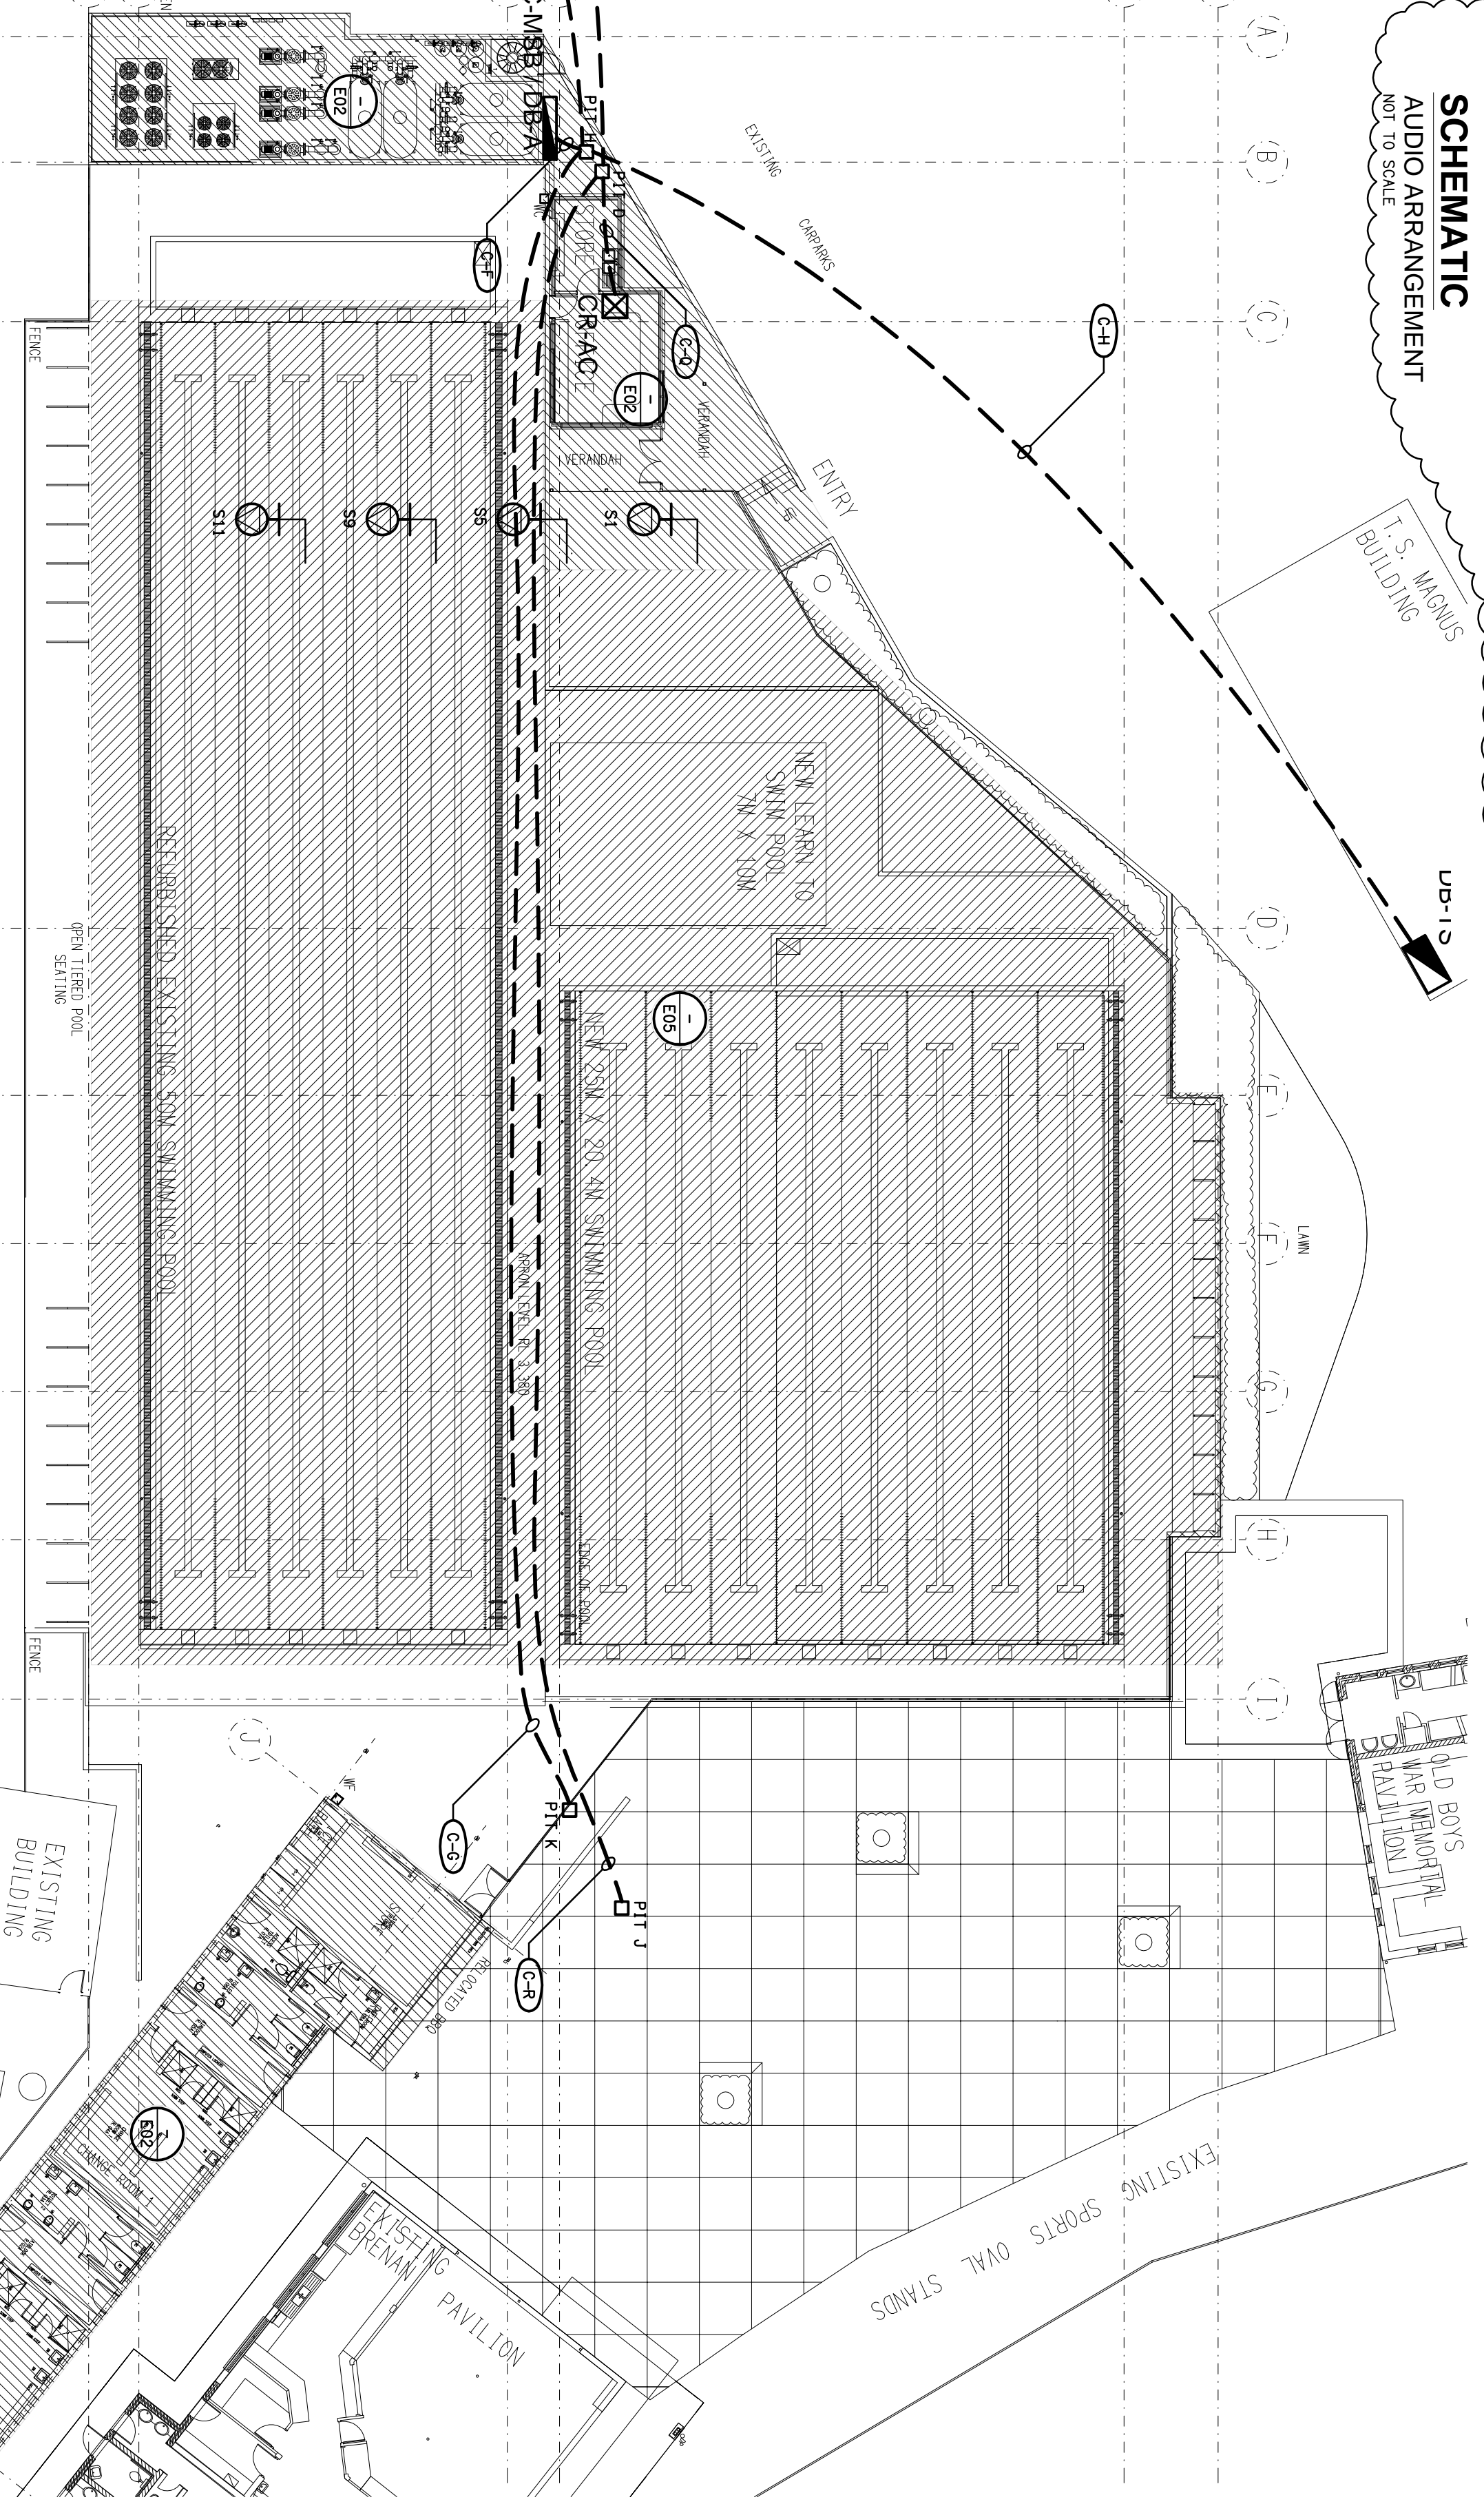 SCHEMATIC
AUDIO ARRANGEMENT
NOT TO SCALE
A
B
C
D
E
F
G
H
I
J
T. S. MAGNUS
BUILDING
LAWN
C-H
EXISTING
CARPARKS
ENTRY
PIT H
PIT D
STORE
WC
CR-AC
C-F
C-Q
-
E02
-
E02
VERANDAH
VERANDAH
S1
S5
S9
S11
NEW LEARN TO
SWIM POOL
7M X 10M
-
E05
NEW 25M X 20.4M SWIMMING POOL
EDGE OF POOL
APRON LEVEL RL 3.380
REFURBISHED EXISTING 50M SWIMMING POOL
OPEN TIERED POOL
SEATING
FENCE
FENCE
OLD BOYS
WAR MEMORIAL
PAVILION
PIT K
PIT J
C-G
C-R
WF
RELOCATED BBQ
CHANGE ROOM 1
E02
EXISTING
BUILDING
EXISTING
BRENAN
PAVILION
EXISTING SPORTS OVAL STANDS